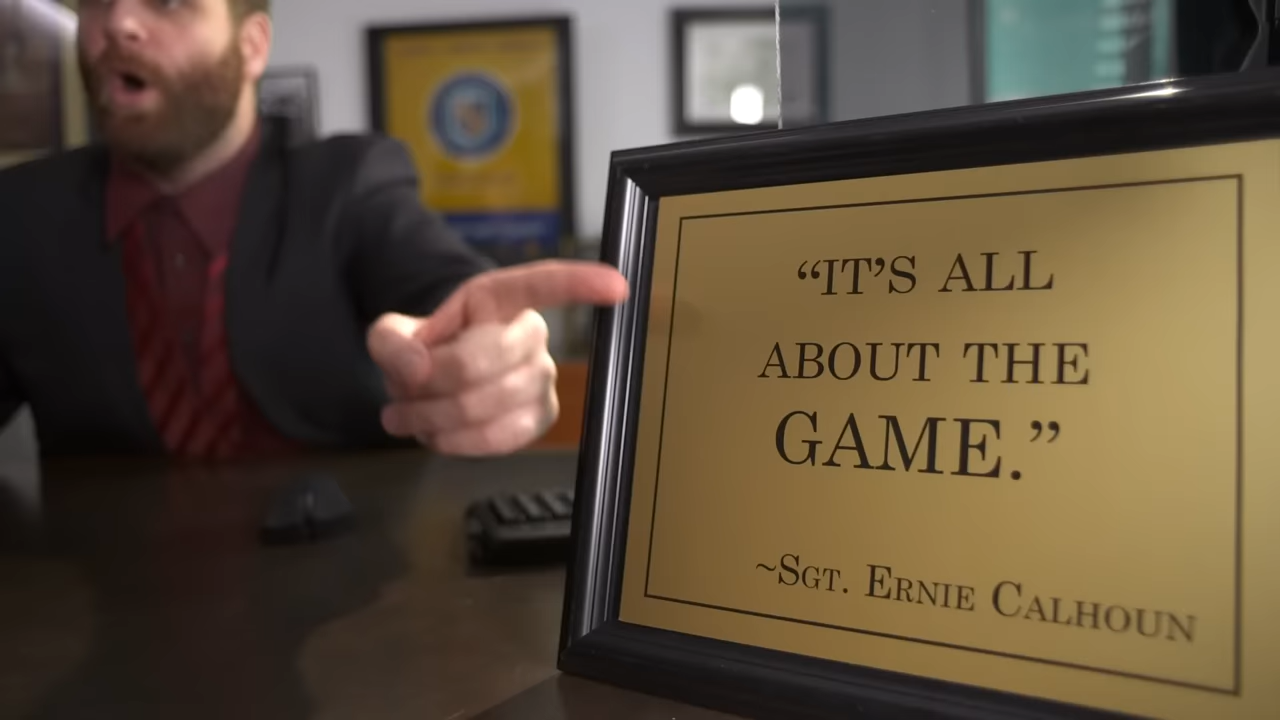 “IT’S ALL
ABOUT THE
GAME.”
~SGT. ERNIE CALHOUN